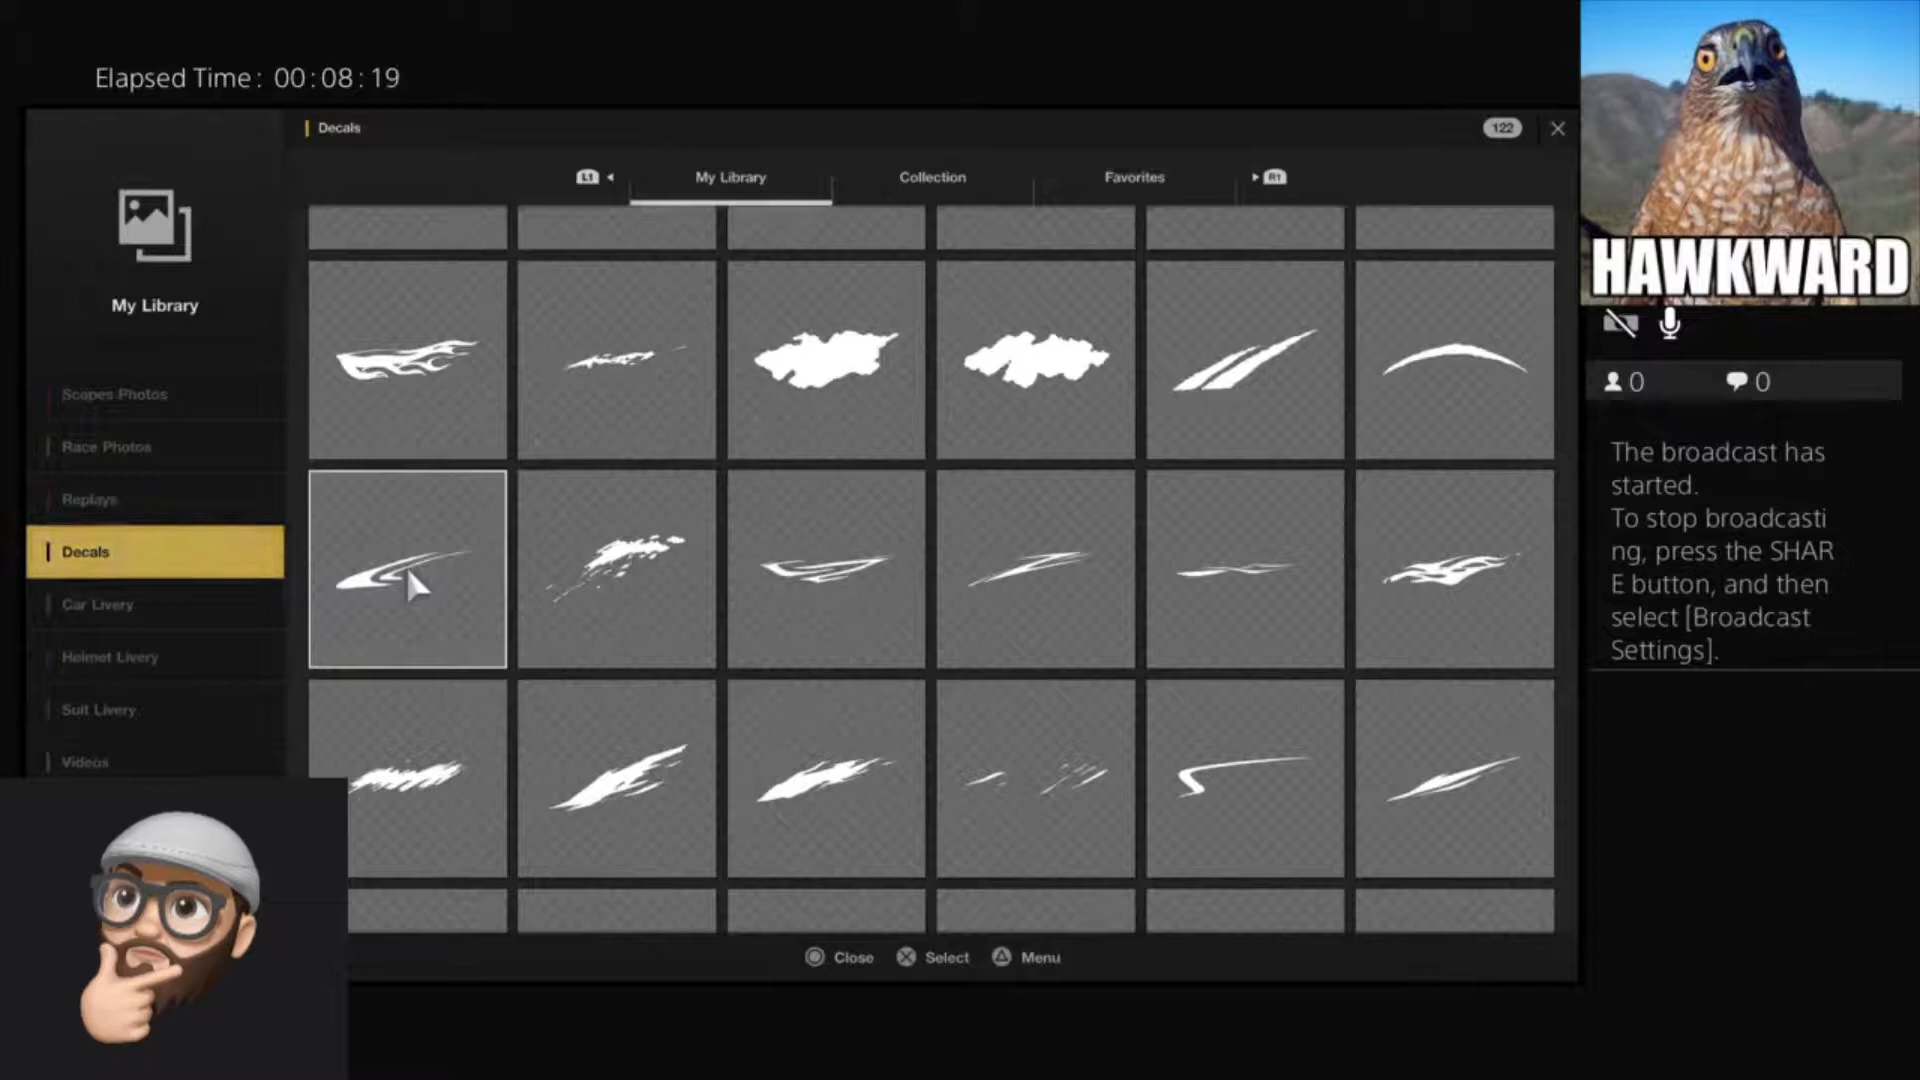 Elapsed Time: 00:08:19
Decals
122
L1
My Library
Collection
Favorites
R1
My Library
Scapes Photos
Race Photos
Replays
Decals
Car Livery
Helmet Livery
Suit Livery
Videos
Close
Select
Menu
HAWKWARD
0
0
The broadcast has
started.
To stop broadcasti
ng, press the SHAR
E button, and then
select [Broadcast
Settings].